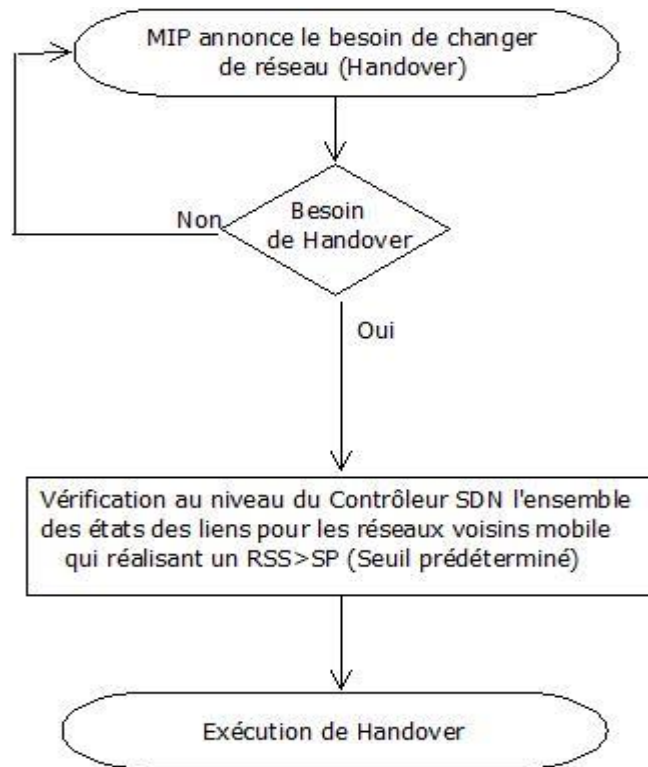 MIP annonce le besoin de changer
de réseau (Handover)
Non
Besoin
de Handover
Oui
Vérification au niveau du Contrôleur SDN l'ensemble
des états des liens pour les réseaux voisins mobile
qui réalisant un RSS>SP (Seuil prédéterminé)
Exécution de Handover